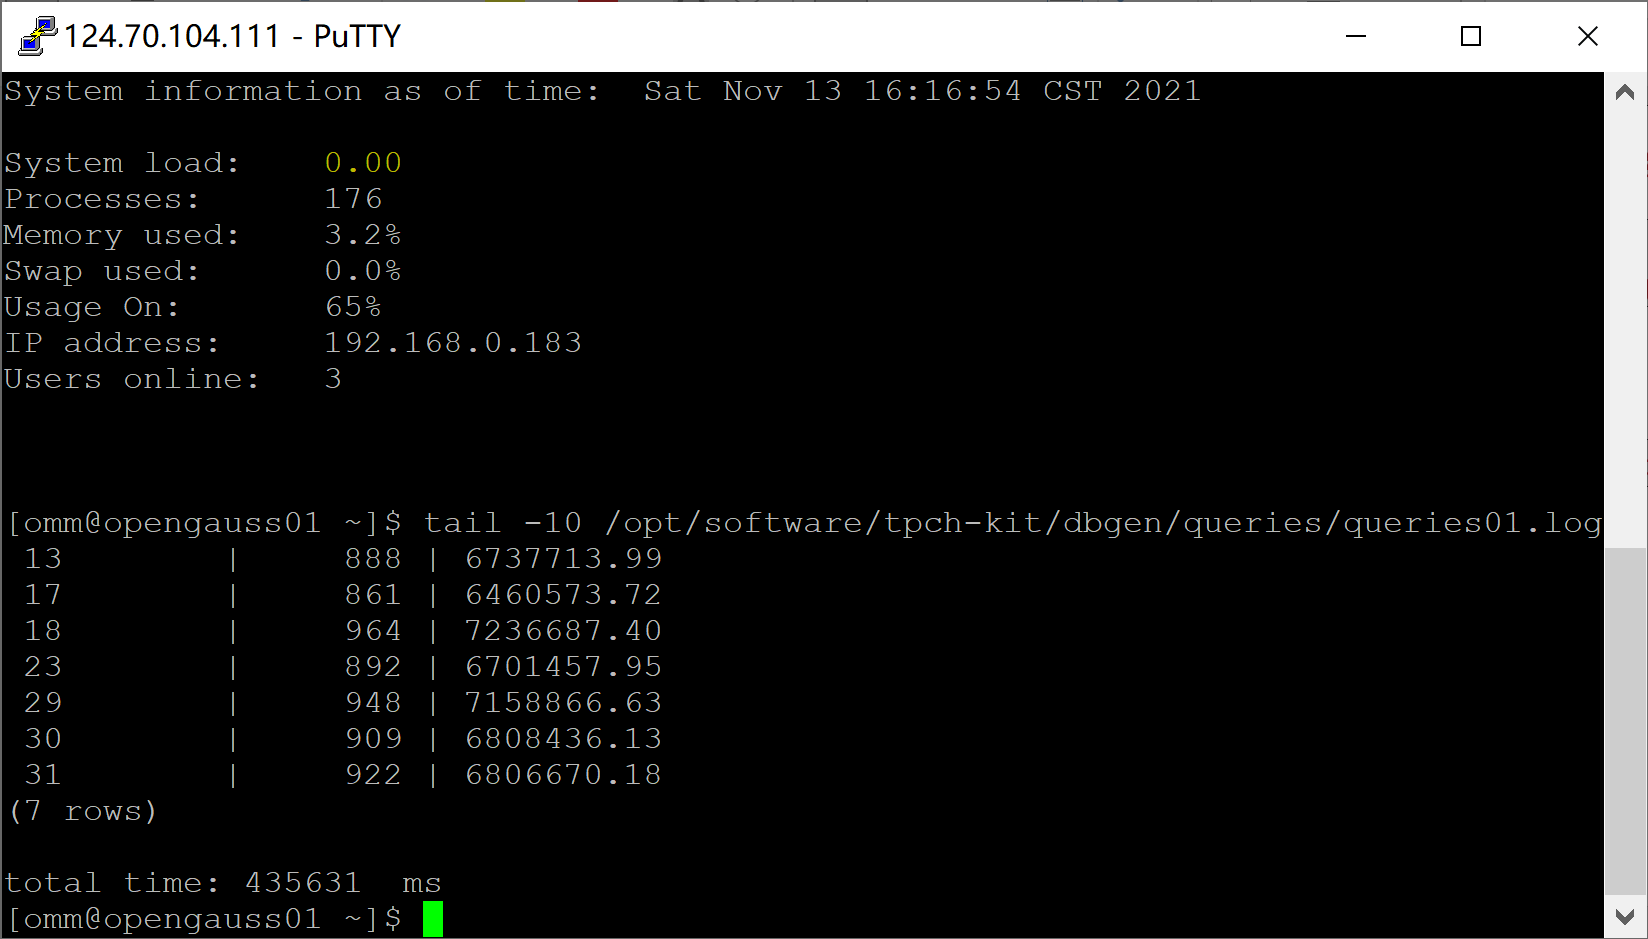 124.70.104.111 - PuTTY
System information as of time:  Sat Nov 13 16:16:54 CST 2021
System load:    0.00
Processes:      176
Memory used:    3.2%
Swap used:      0.0%
Usage On:       65%
IP address:     192.168.0.183
Users online:   3
[omm@opengauss01 ~]$ tail -10 /opt/software/tpch-kit/dbgen/queries/queries01.log
 13        |     888 | 6737713.99
 17        |     861 | 6460573.72
 18        |     964 | 7236687.40
 23        |     892 | 6701457.95
 29        |     948 | 7158866.63
 30        |     909 | 6808436.13
 31        |     922 | 6806670.18
(7 rows)
total time: 435631  ms
[omm@opengauss01 ~]$